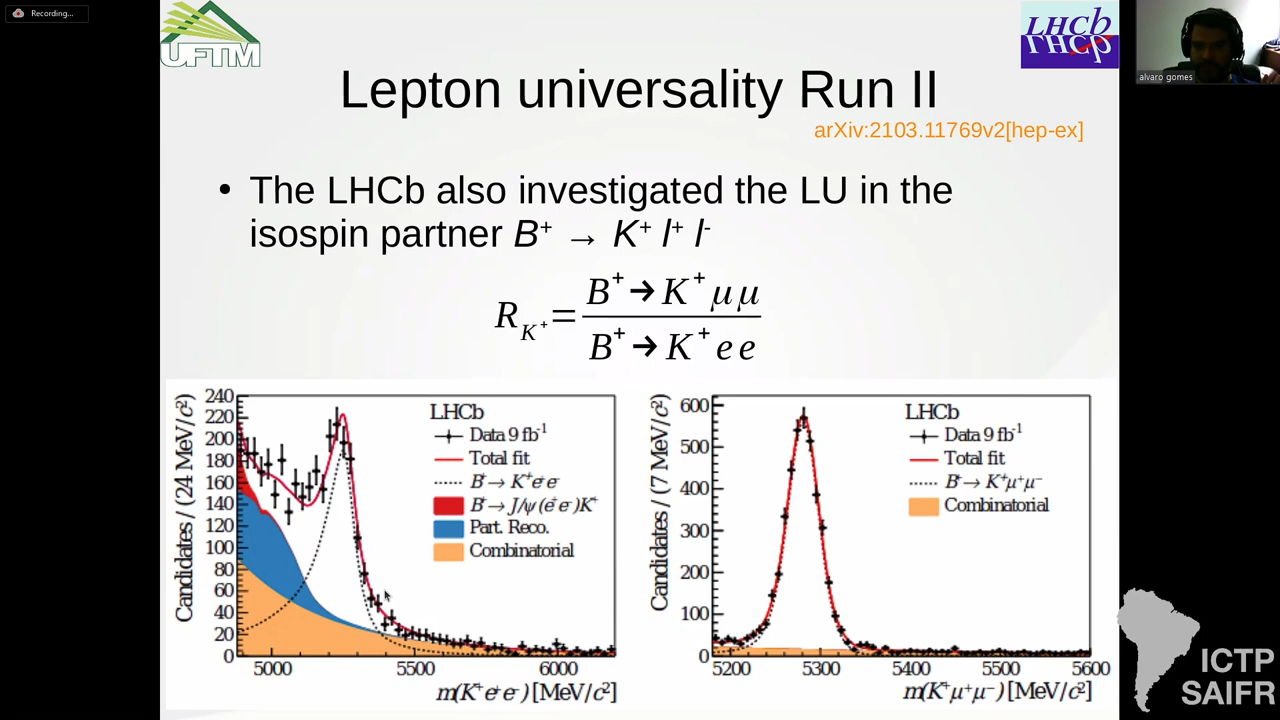 Recording...
UFTM
LHCb
LHCb
alvaro gomes
Lepton universality Run II
arXiv:2103.11769v2[hep-ex]
• The LHCb also investigated the LU in the
isospin partner B⁺ → K⁺ l⁺ l⁻
R_{K⁺} = (B⁺→K⁺μμ)/(B⁺→K⁺ee)
Candidates / (24 MeV/c²)
240
220
200
180
160
140
120
100
80
60
40
20
0
LHCb
Data 9 fb⁻¹
Total fit
B⁺→ K⁺e⁺e⁻
B⁺→ J/ψ(e⁺e⁻)K⁺
Part. Reco.
Combinatorial
5000 5500 6000
m(K⁺e⁺e⁻) [MeV/c²]
Candidates / (7 MeV/c²)
600
500
400
300
200
100
0
LHCb
Data 9 fb⁻¹
Total fit
B⁺→ K⁺μ⁺μ⁻
Combinatorial
5200 5300 5400 5500 5600
m(K⁺μ⁺μ⁻) [MeV/c²]
ICTP
SAIFR